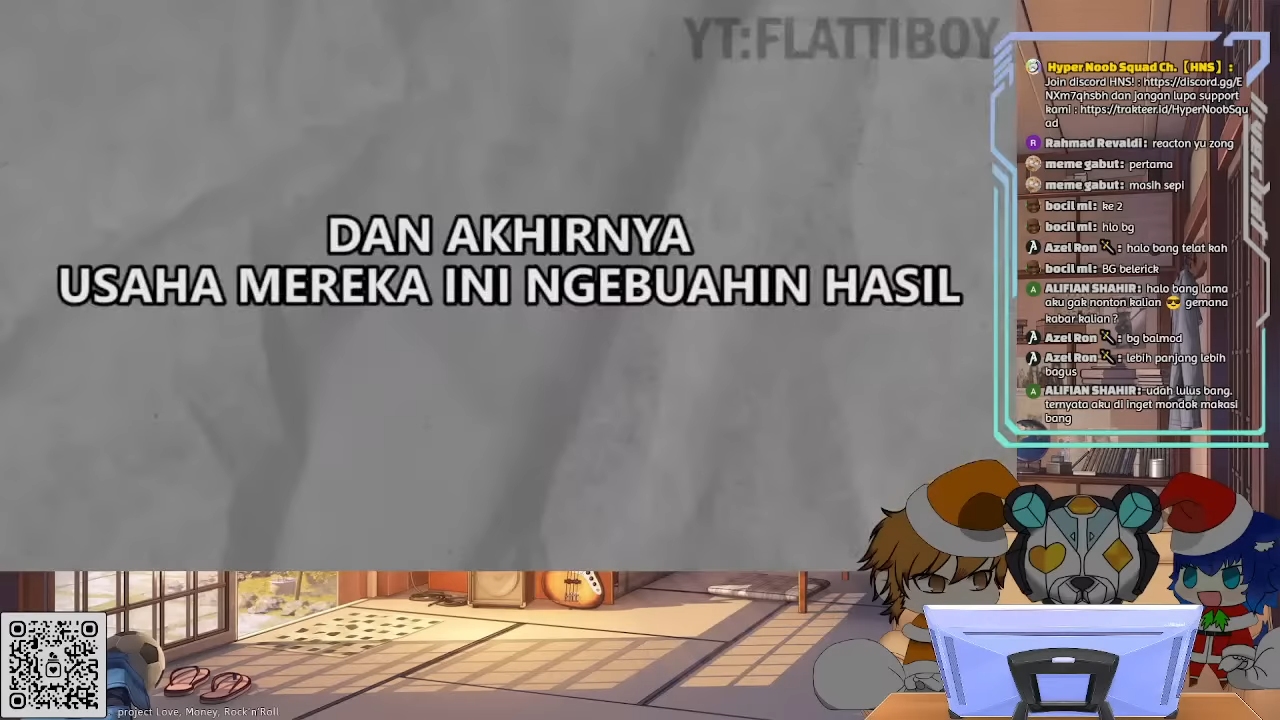 YT:FLATTIBOY
DAN AKHIRNYA
USAHA MEREKA INI NGEBUAHIN HASIL
Hyper Noob Squad Ch.【HNS】:
Join discord HNS! : https://discord.gg/E
NXm7qhsbh dan jangan lupa support
kami : https://trakteer.id/HyperNoobSqu
ad
Rahmad Revaldi: reacton yu zong
meme gabut: pertama
meme gabut: masih sepi
bocil ml: ke 2
bocil ml: hlo bg
Azel Ron: halo bang telat kah
bocil ml: BG belerick
ALIFIAN SHAHIR: halo bang lama
aku gak nonton kalian 😎 gemana
kabar kalian ?
Azel Ron: bg balmod
Azel Ron: lebih panjang lebih
bagus
ALIFIAN SHAHIR: udah lulus bang.
ternyata aku di inget mondok makasi
bang
project Love, Money, Rock'n'Roll